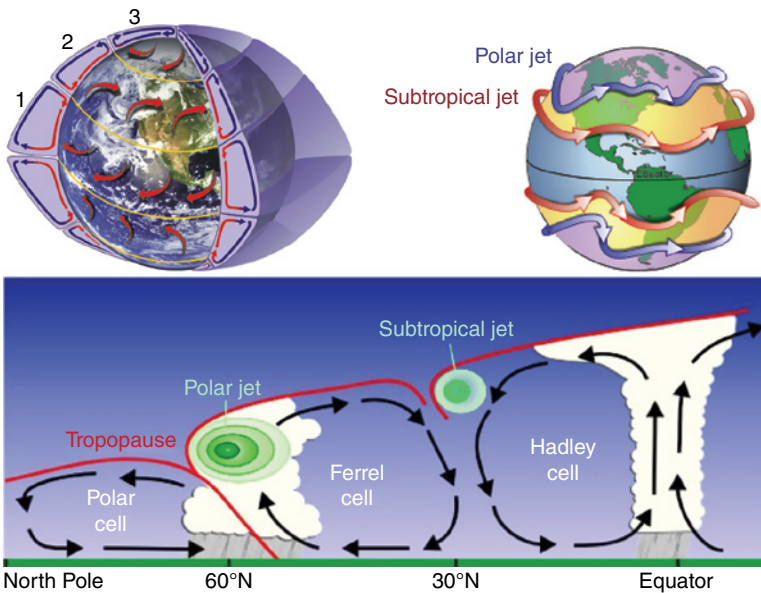 3
2
1
Polar jet
Subtropical jet
Equator
Subtropical jet
Polar jet
Tropopause
Polar
cell
Ferrel
cell
Hadley
cell
North Pole
60°N
30°N
Equator